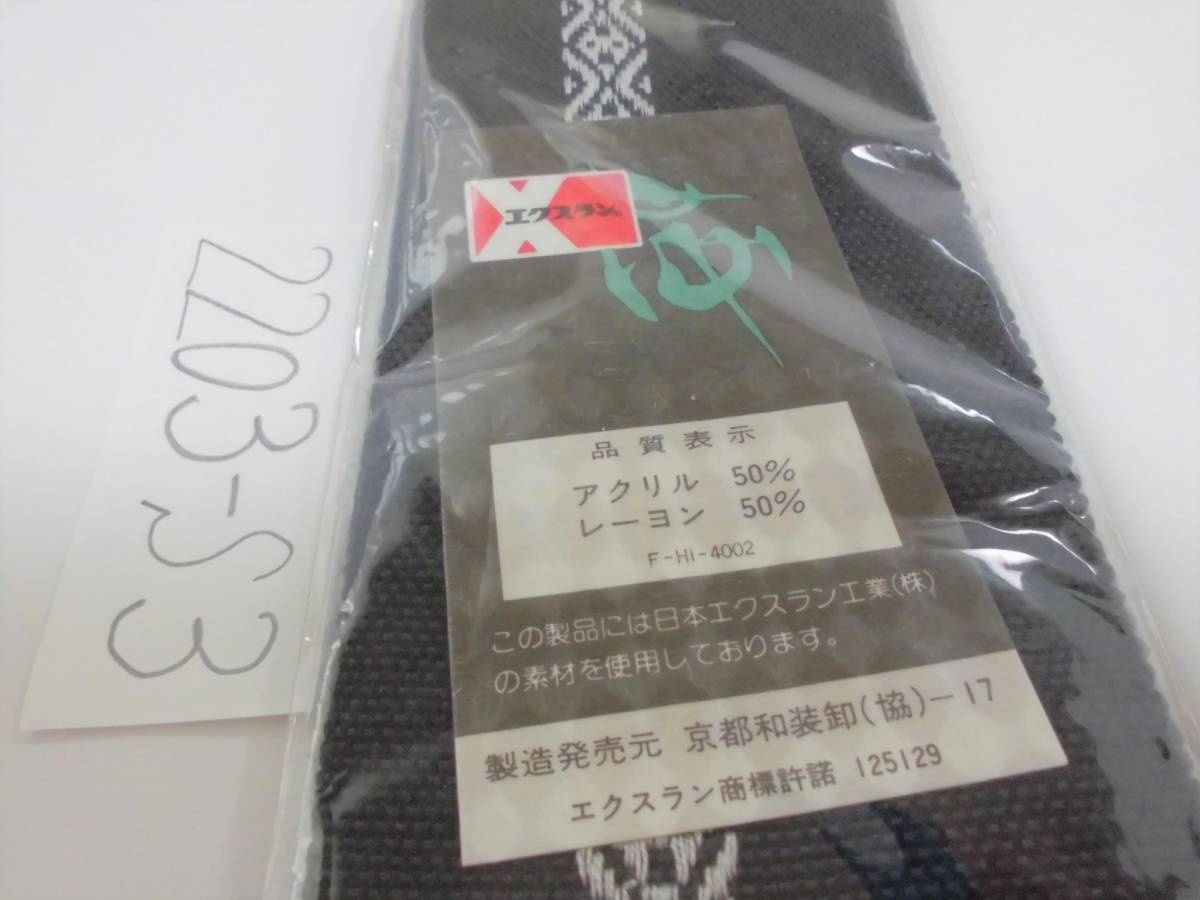 2203-S3
エクスラン®
品質表示
アクリル 50%
レーヨン 50%
F-HI-4002
この製品には日本エクスラン工業(株)
の素材を使用しております。
製造発売元 京都和装卸(協)-17
エクスラン商標許諾 125129